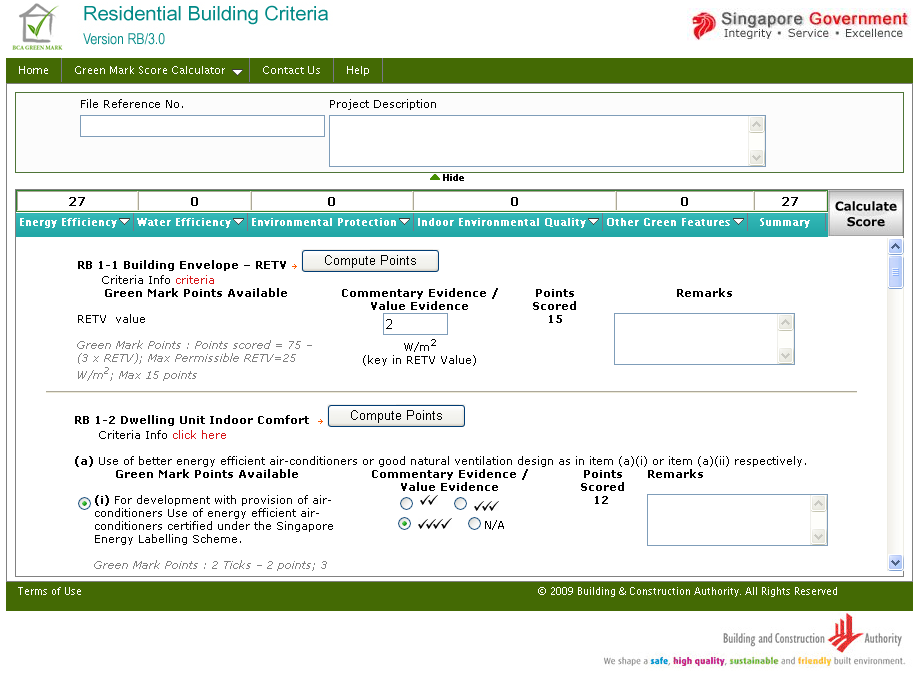 Residential Building Criteria
Version RB/3.0
BCA GREEN MARK
Singapore Government
Integrity • Service • Excellence
Home Green Mark Score Calculator Contact Us Help
File Reference No. Project Description
Hide
27 0 0 0 0 27
Energy Efficiency Water Efficiency Environmental Protection Indoor Environmental Quality Other Green Features Summary
Calculate
Score
RB 1-1 Building Envelope – RETV Compute Points
Criteria Info criteria
Green Mark Points Available Commentary Evidence /
Value Evidence Points
Scored Remarks
RETV value 2 15
W/m2
(key in RETV Value)
Green Mark Points : Points scored = 75 –
(3 x RETV); Max Permissible RETV=25
W/m2; Max 15 points
RB 1-2 Dwelling Unit Indoor Comfort Compute Points
Criteria Info click here
(a) Use of better energy efficient air-conditioners or good natural ventilation design as in item (a)(i) or item (a)(ii) respectively.
Green Mark Points Available Commentary Evidence /
Value Evidence Points
Scored Remarks
12
(i) For development with provision of air-
conditioners Use of energy efficient air-
conditioners certified under the Singapore
Energy Labelling Scheme.
✓✓ ✓✓✓
✓✓✓✓ N/A
Green Mark Points : 2 Ticks – 2 points; 3
Terms of Use © 2009 Building & Construction Authority. All Rights Reserved
Building and Construction Authority
We shape a safe, high quality, sustainable and friendly built environment.